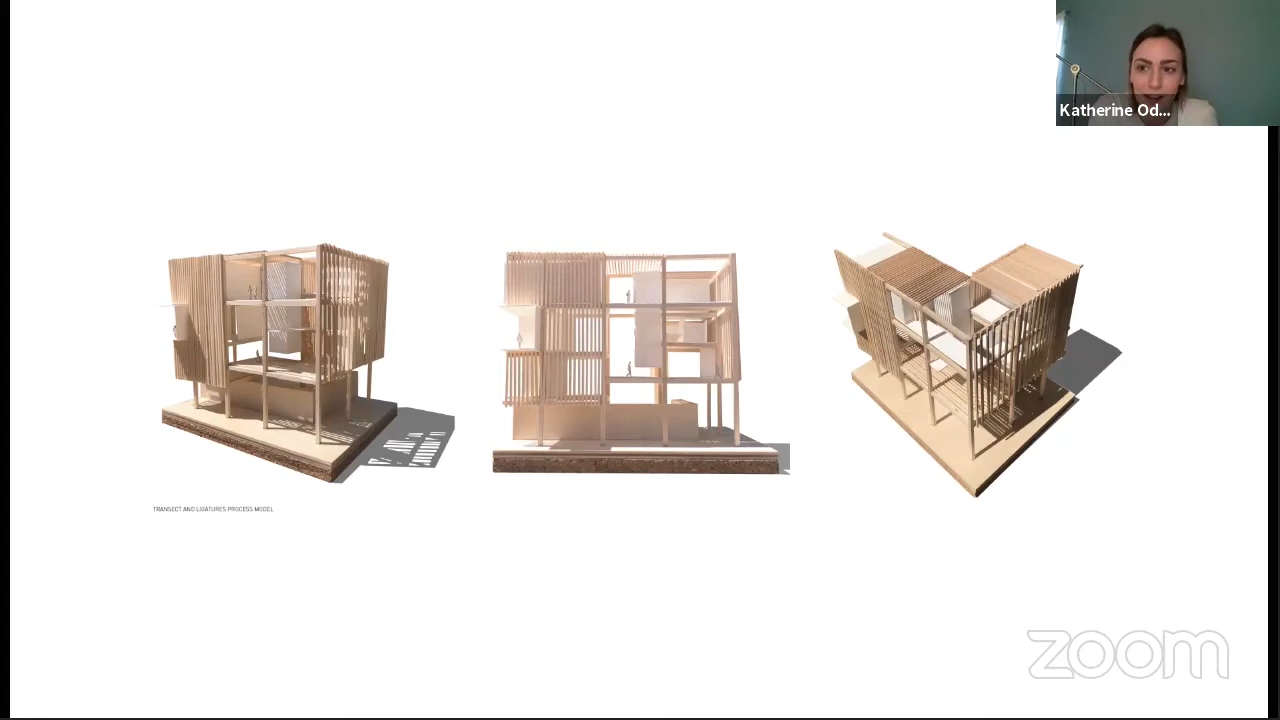 Katherine Od...
TRANSECT AND LIGATURES PROCESS MODEL
zoom